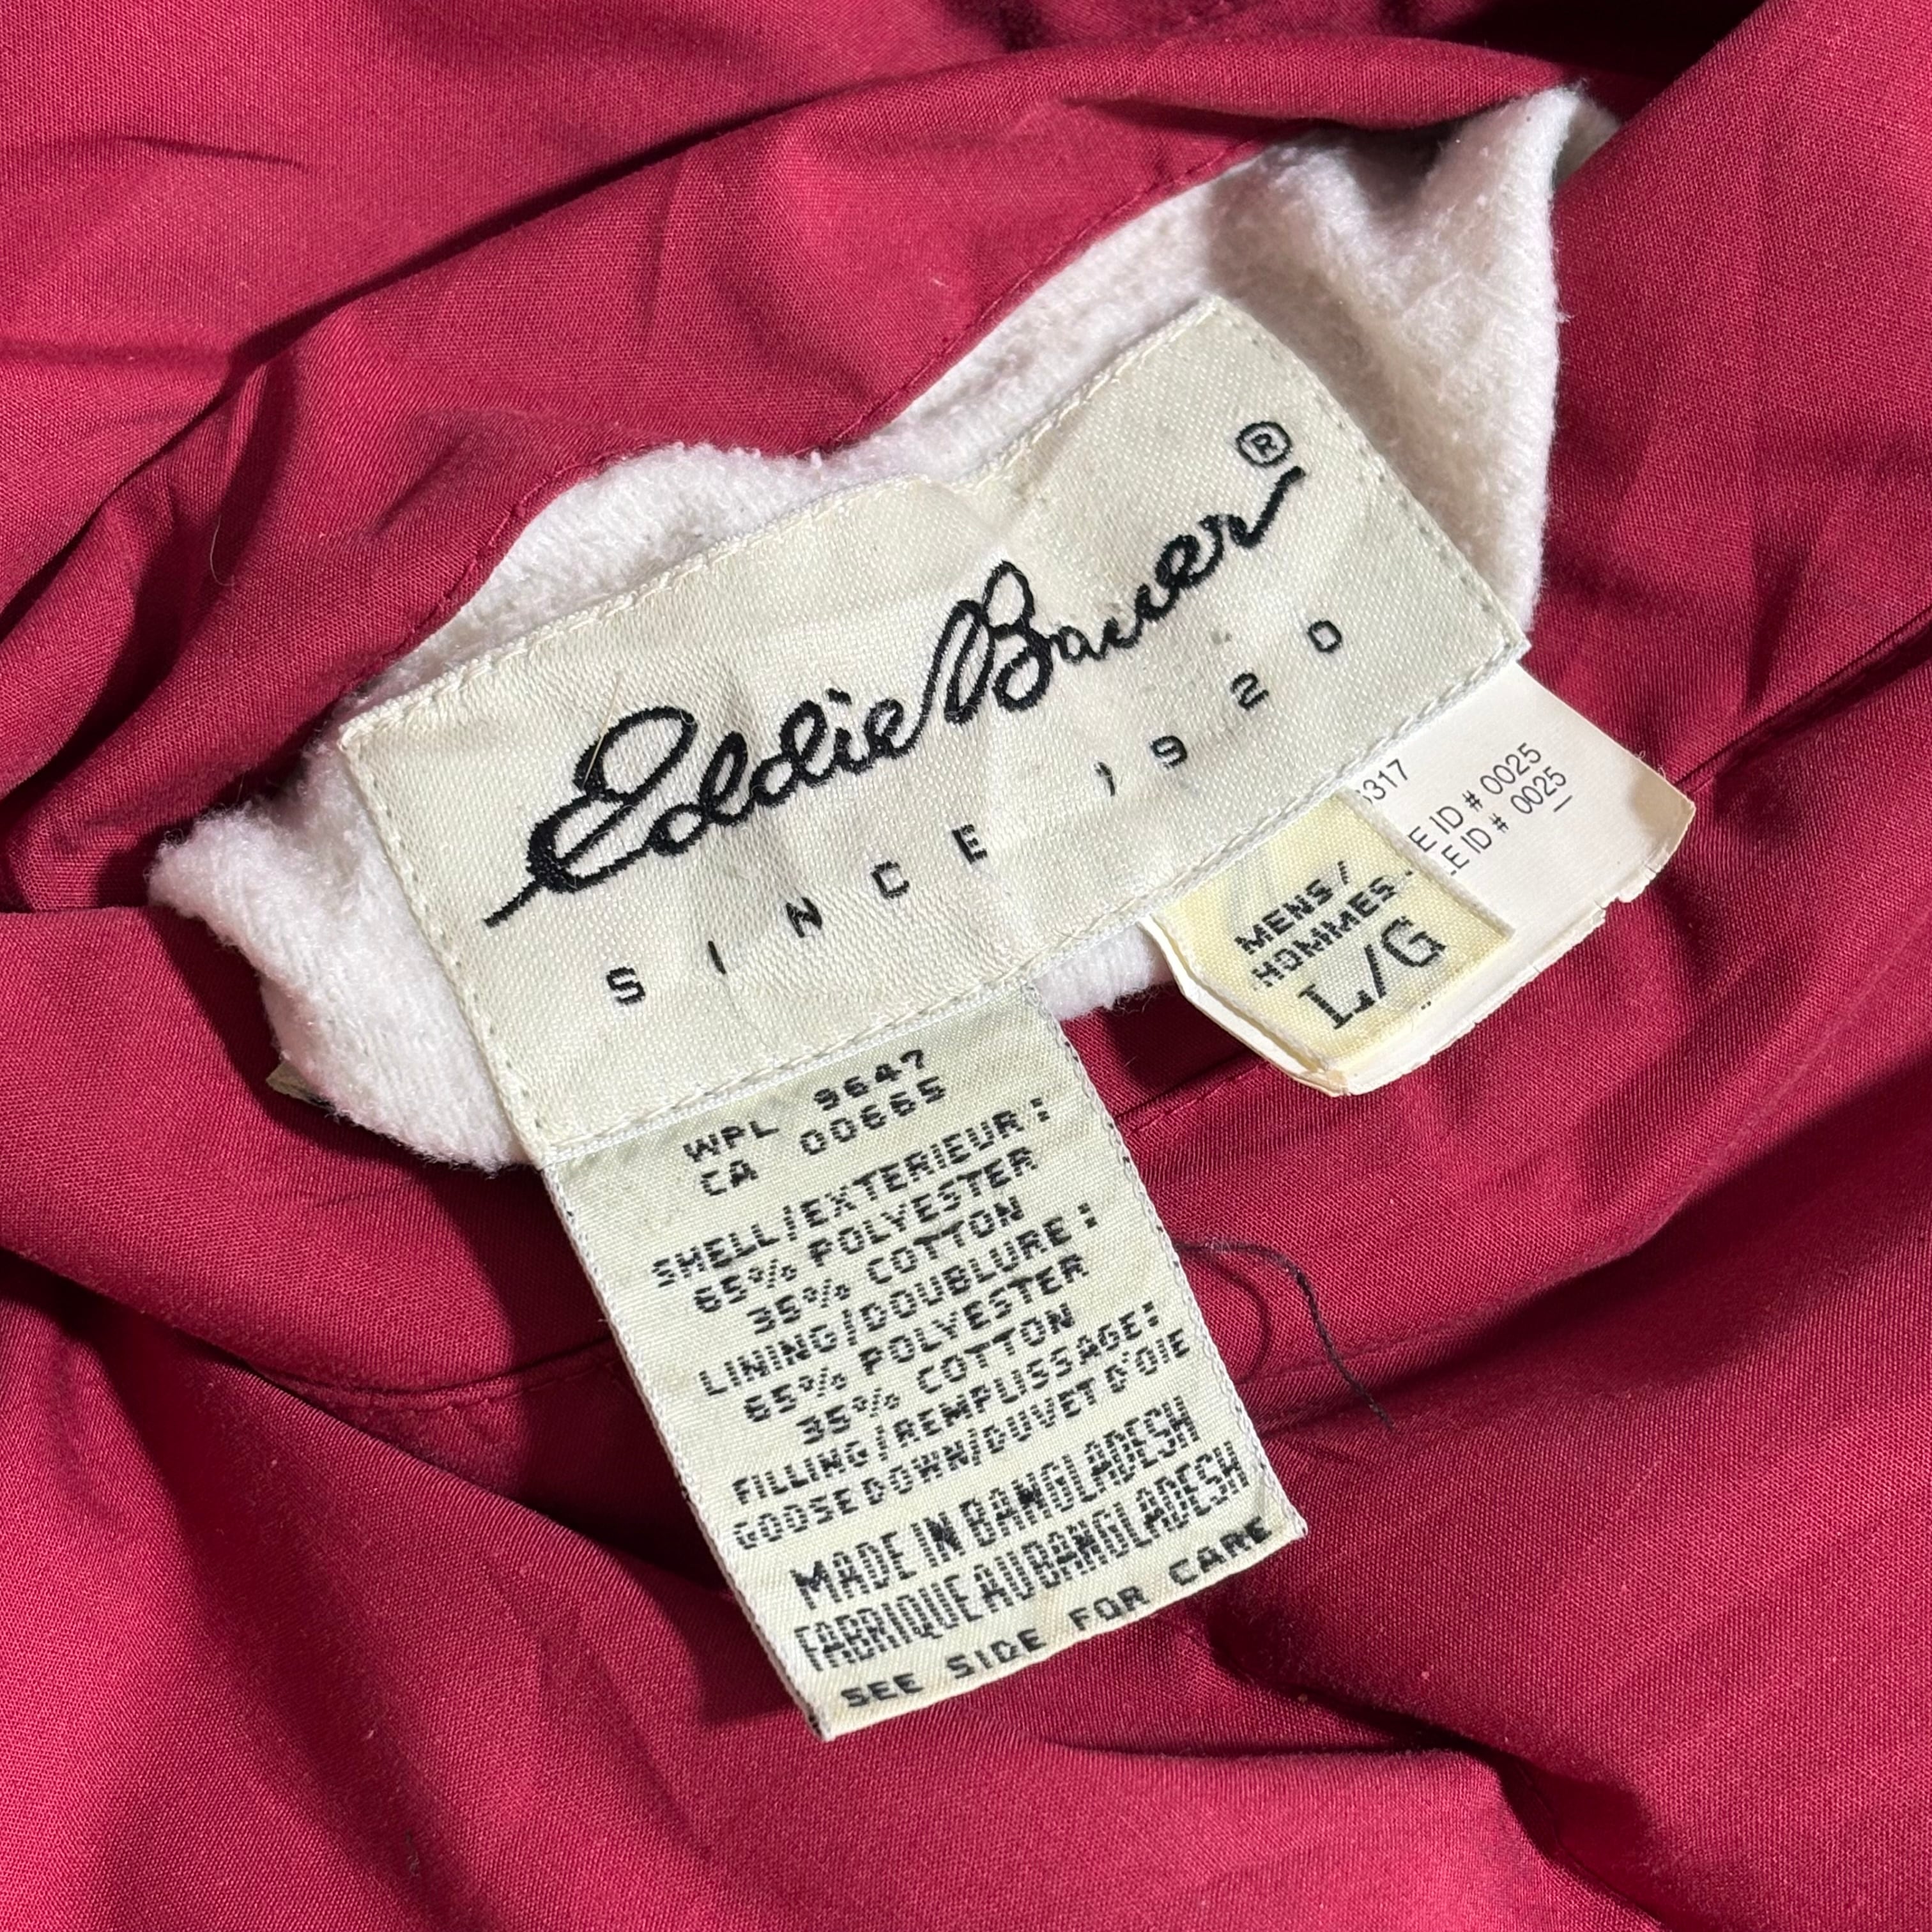 Eddie Bauer®
SINCE 1920
317
E ID # 0025
E ID # 0025
MENS/
HOMMES-
L/G
WPL 9647
CA 00665
SHELL/EXTERIEUR:
65% POLYESTER
35% COTTON
LINING/DOUBLURE:
65% POLYESTER
35% COTTON
FILLING/REMPLISSAGE:
GOOSE DOWN/DUVET D'OIE
MADE IN BANGLADESH
FABRIQUE AU BANGLADESH
SEE SIDE FOR CARE